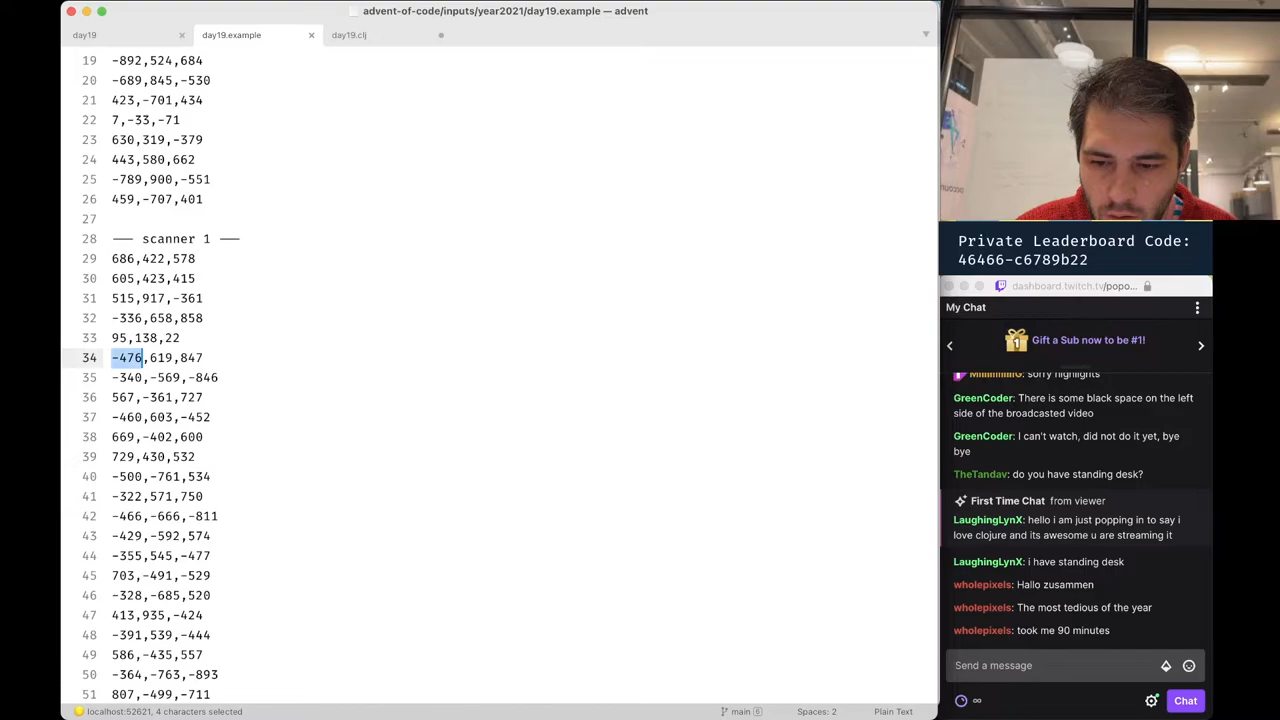 advent-of-code/inputs/year2021/day19.example — advent
day19
day19.example
day19.clj
19 -892,524,684
20 -689,845,-530
21 423,-701,434
22 7,-33,-71
23 630,319,-379
24 443,580,662
25 -789,900,-551
26 459,-707,401
27
28 --- scanner 1 ---
29 686,422,578
30 605,423,415
31 515,917,-361
32 -336,658,858
33 95,138,22
34 -476,619,847
35 -340,-569,-846
36 567,-361,727
37 -460,603,-452
38 669,-402,600
39 729,430,532
40 -500,-761,534
41 -322,571,750
42 -466,-666,-811
43 -429,-592,574
44 -355,545,-477
45 703,-491,-529
46 -328,-685,520
47 413,935,-424
48 -391,539,-444
49 586,-435,557
50 -364,-763,-893
51 807,-499,-711
localhost:52621, 4 characters selected
main 6
Spaces: 2
Plain Text
Private Leaderboard Code:
46466-c6789b22
dashboard.twitch.tv/popo...
My Chat
1
Gift a Sub now to be #1!
sorry highlights
GreenCoder: There is some black space on the left
side of the broadcasted video
GreenCoder: I can't watch, did not do it yet, bye
bye
TheTandav: do you have standing desk?
First Time Chat from viewer
LaughingLynX: hello i am just popping in to say i
love clojure and its awesome u are streaming it
LaughingLynX: i have standing desk
wholepixels: Hallo zusammen
wholepixels: The most tedious of the year
wholepixels: took me 90 minutes
Send a message
Chat